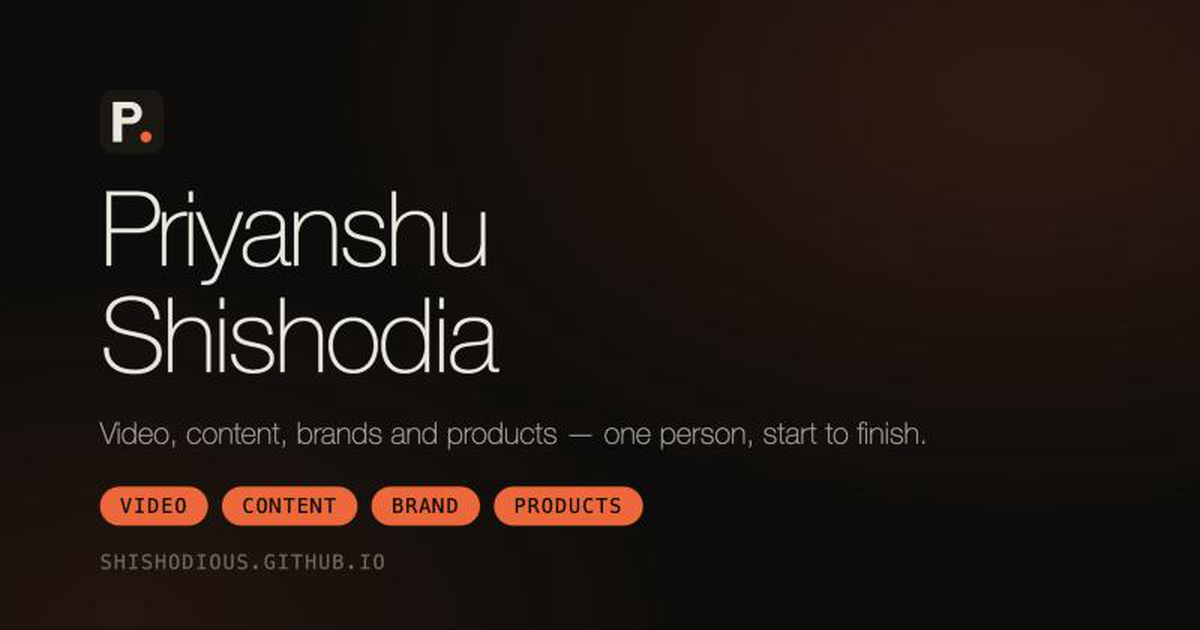 P.
Priyanshu
Shishodia
Video, content, brands and products — one person, start to finish.
VIDEO CONTENT BRAND PRODUCTS
SHISHODIOUS.GITHUB.IO